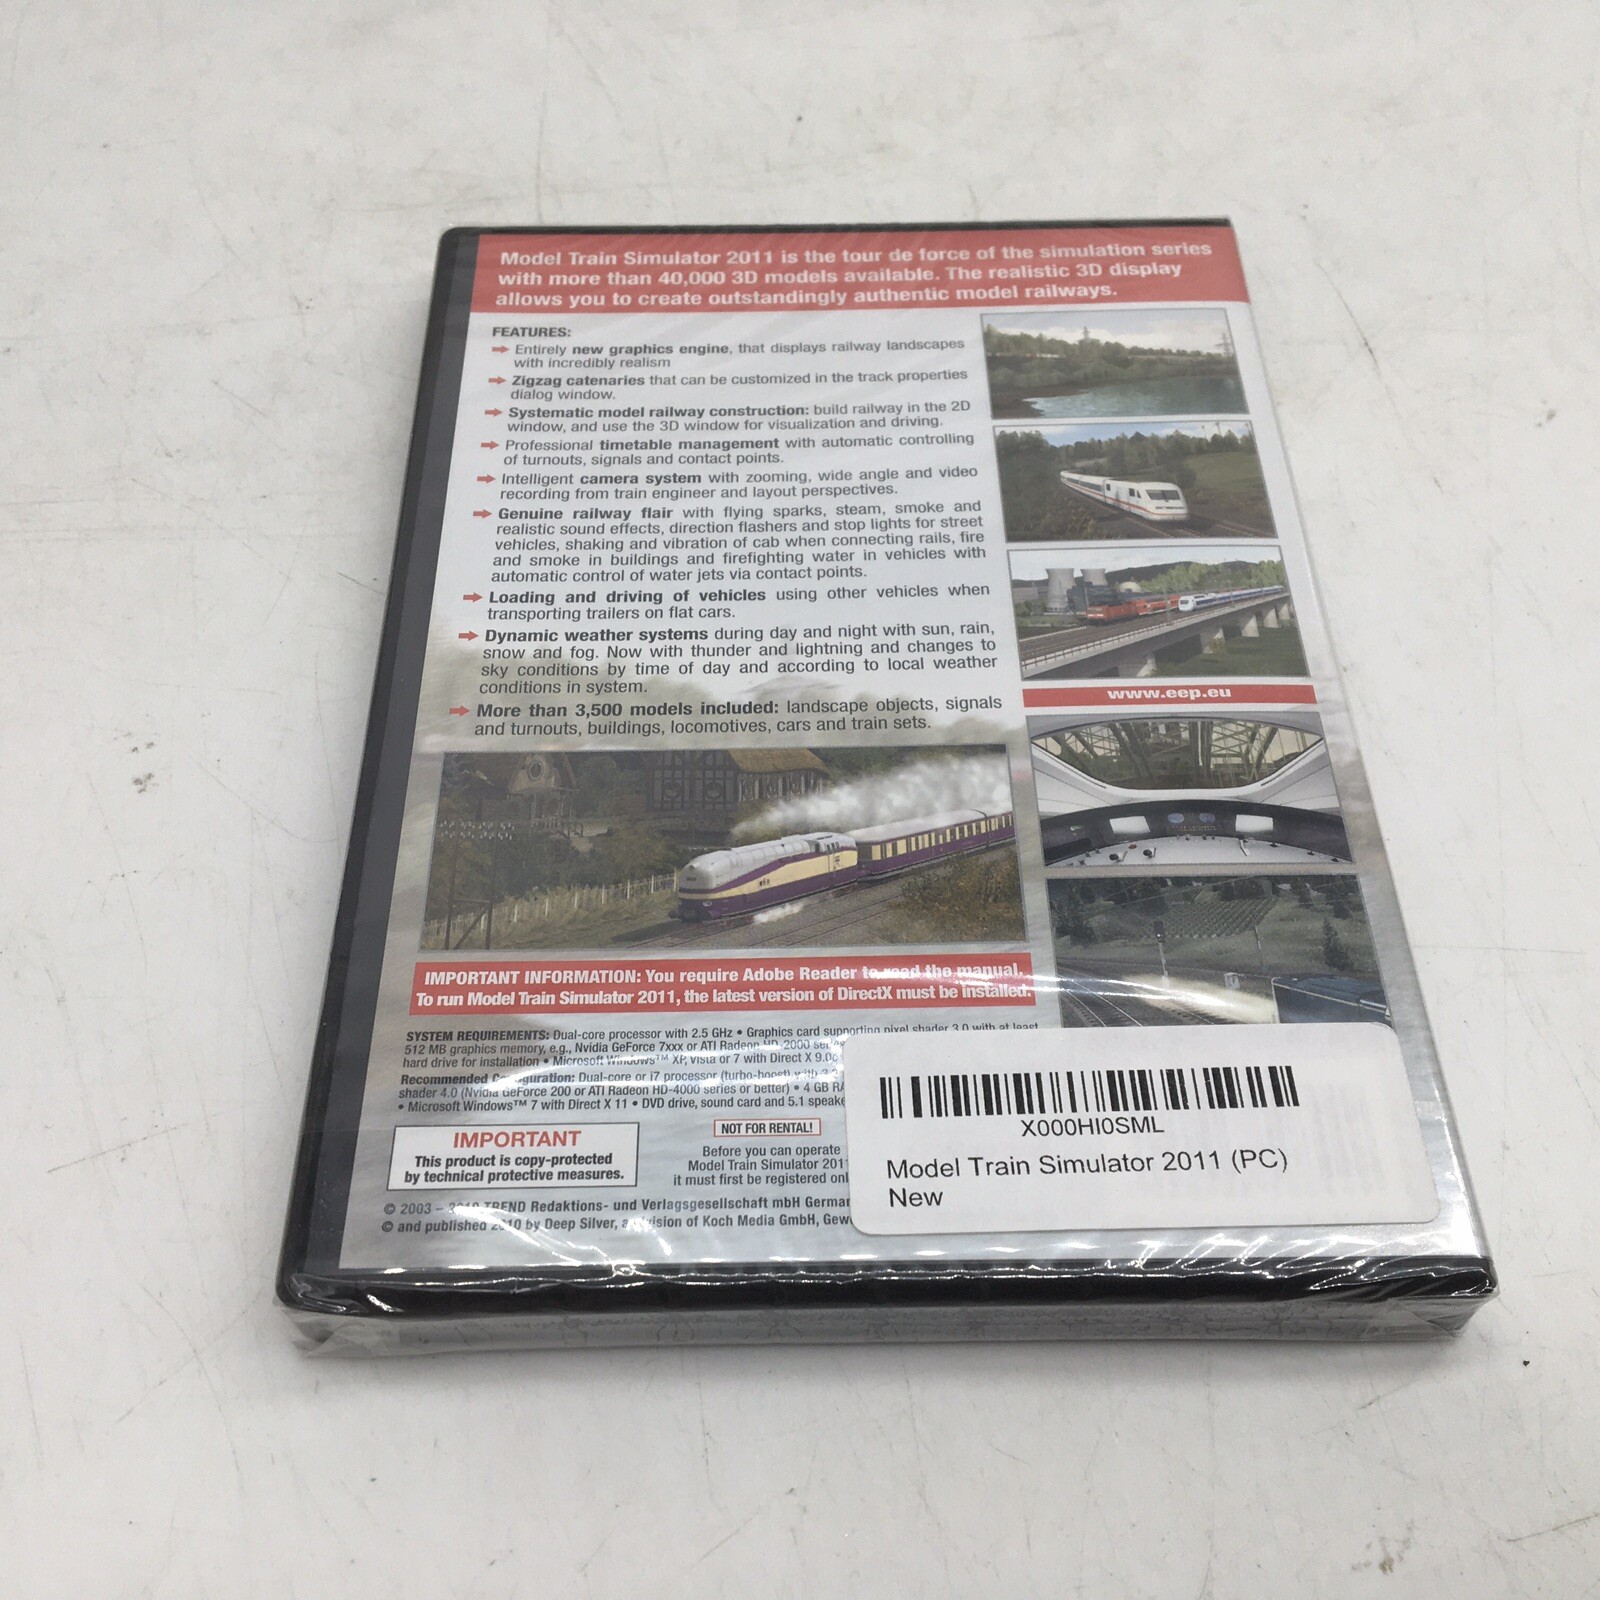 Model Train Simulator 2011 is the tour de force of the simulation series
with more than 40,000 3D models available. The realistic 3D display
allows you to create outstandingly authentic model railways.
FEATURES:
Entirely new graphics engine, that displays railway landscapes
with incredibly realism
Zigzag catenaries that can be customized in the track properties
dialog window.
Systematic model railway construction: build railway in the 2D
window, and use the 3D window for visualization and driving.
Professional timetable management with automatic controlling
of turnouts, signals and contact points.
Intelligent camera system with zooming, wide angle and video
recording from train engineer and layout perspectives.
Genuine railway flair with flying sparks, steam, smoke and
realistic sound effects, direction flashers and stop lights for street
vehicles, shaking and vibration of cab when connecting rails, fire
and smoke in buildings and firefighting water in vehicles with
automatic control of water jets via contact points.
Loading and driving of vehicles using other vehicles when
transporting trailers on flat cars.
Dynamic weather systems during day and night with sun, rain,
snow and fog. Now with thunder and lightning and changes to
sky conditions by time of day and according to local weather
conditions in system.
More than 3,500 models included: landscape objects, signals
and turnouts, buildings, locomotives, cars and train sets.
www.eep.eu
IMPORTANT INFORMATION: You require Adobe Reader to read the manual.
To run Model Train Simulator 2011, the latest version of DirectX must be installed.
SYSTEM REQUIREMENTS: Dual-core processor with 2.5 GHz • Graphics card supporting pixel shader 3.0 with at least
512 MB graphics memory, e.g., Nvidia GeForce 7xxx or ATI Radeon HD-2000
hard drive for installation • Microsoft Windows™ XP, Vista or 7 with Direct X 9.0c
Recommended Configuration: Dual-core or i7 processor (turbo-boost) with
shader 4.0 (Nvidia GeForce 200 or ATI Radeon HD-4000 series or better) • 4 GB
• Microsoft Windows™ 7 with Direct X 11 • DVD drive, sound card and 5.1
IMPORTANT
This product is copy-protected
by technical protective measures.
NOT FOR RENTAL!
Before you can operate
Model Train Simulator 2011
it must first be registered
© 2003 – 2010 TREND Redaktions- und Verlagsgesellschaft mbH
© and published 2010 by Deep Silver, a division of Koch Media GmbH,
X000HI0SML
Model Train Simulator 2011 (PC)
New